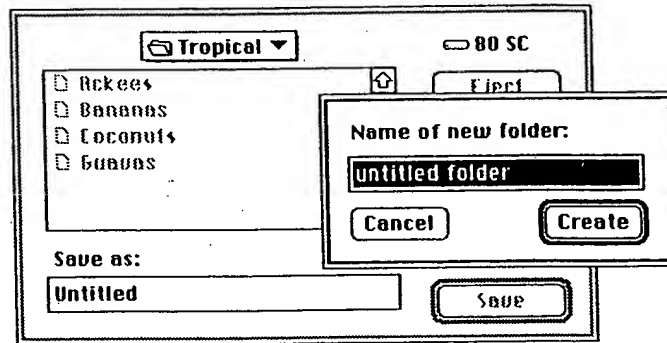 Tropical
80 SC
Ackees
Bananas
Coconuts
Guavas
Eject
Name of new folder:
untitled folder
Cancel
Create
Save as:
Untitled
Save